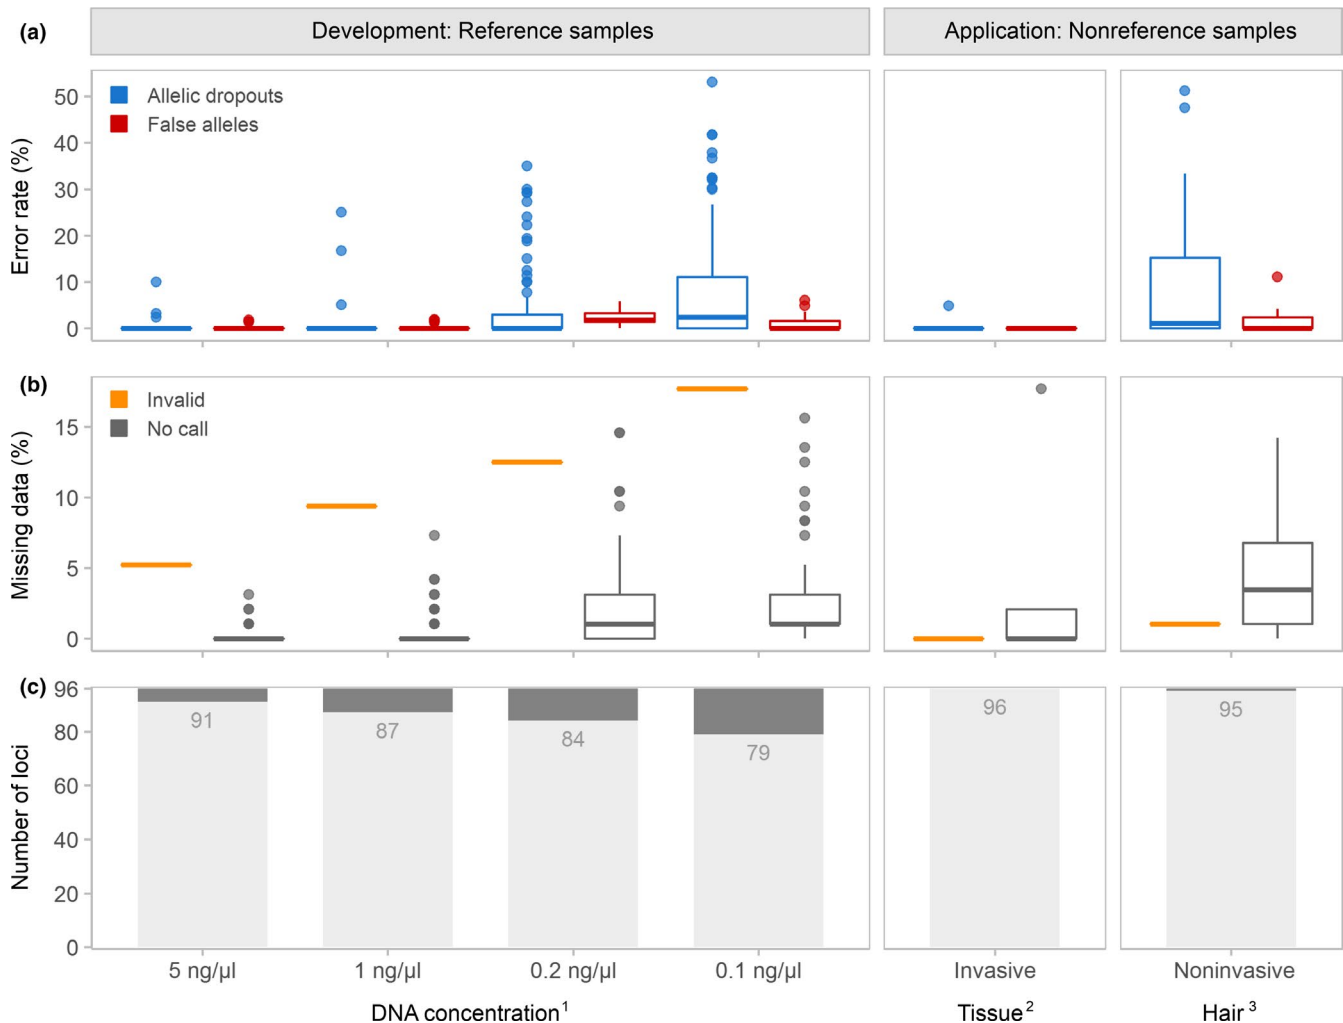 (a)
Development: Reference samples
Application: Nonreference samples
Error rate (%)
50
40
30
20
10
0
Allelic dropouts
False alleles
(b)
Missing data (%)
15
10
5
0
Invalid
No call
(c)
Number of loci
96
80
60
40
20
0
91
87
84
79
96
95
5 ng/µl
1 ng/µl
0.2 ng/µl
0.1 ng/µl
Invasive
Noninvasive
DNA concentration¹
Tissue²
Hair³